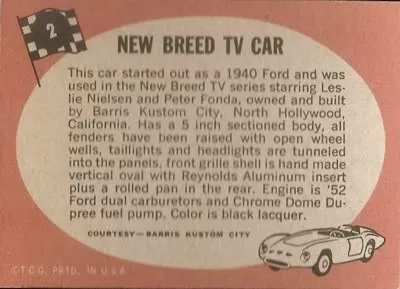 2
NEW BREED TV CAR
This car started out as a 1940 Ford and was
used in the New Breed TV series starring Les-
lie Nielsen and Peter Fonda, owned and built
by Barris Kustom City, North Hollywood,
California. Has a 5 inch sectioned body, all
fenders have been raised with open wheel
wells, taillights and headlights are tunneled
into the panels, front grille shell is hand made
vertical oval with Reynolds Aluminum insert
plus a rolled pan in the rear. Engine is '52
Ford dual carburetors and Chrome Dome Du-
pree fuel pump. Color is black lacquer.
COURTESY—BARRIS KUSTOM CITY
©T.C.G. PRTD. IN U.S.A.